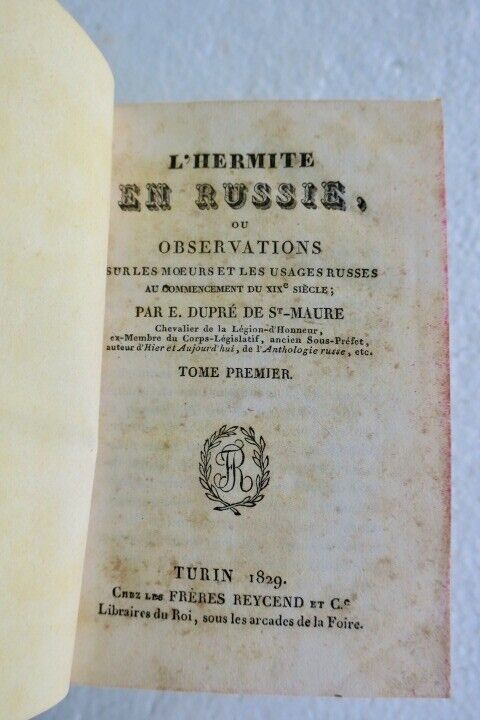 L'HERMITE
EN RUSSIE,
OU
OBSERVATIONS
SUR LES MŒURS ET LES USAGES RUSSES
AU COMMENCEMENT DU XIXe SIÈCLE;
PAR E. DUPRÉ DE ST-MAURE
Chevalier de la Légion-d'Honneur,
ex-Membre du Corps-Législatif, ancien Sous-Préfet,
auteur d'Hier et Aujourd'hui, de l'Anthologie russe, etc.
TOME PREMIER.
FR
TURIN 1829.
CHEZ LES FRÈRES REYCEND ET C.e
Libraires du Roi, sous les arcades de la Foire.